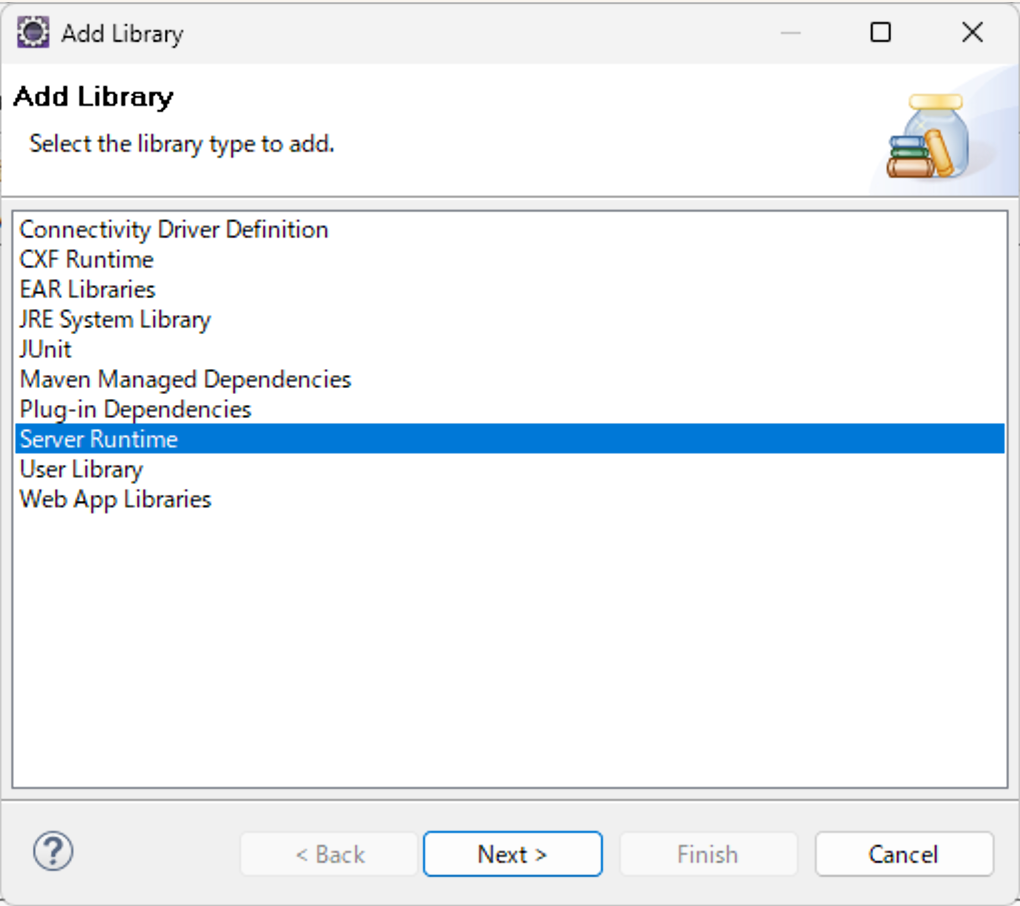 Add Library
Add Library
Select the library type to add.
Connectivity Driver Definition
CXF Runtime
EAR Libraries
JRE System Library
JUnit
Maven Managed Dependencies
Plug-in Dependencies
Server Runtime
User Library
Web App Libraries
? < Back Next > Finish Cancel